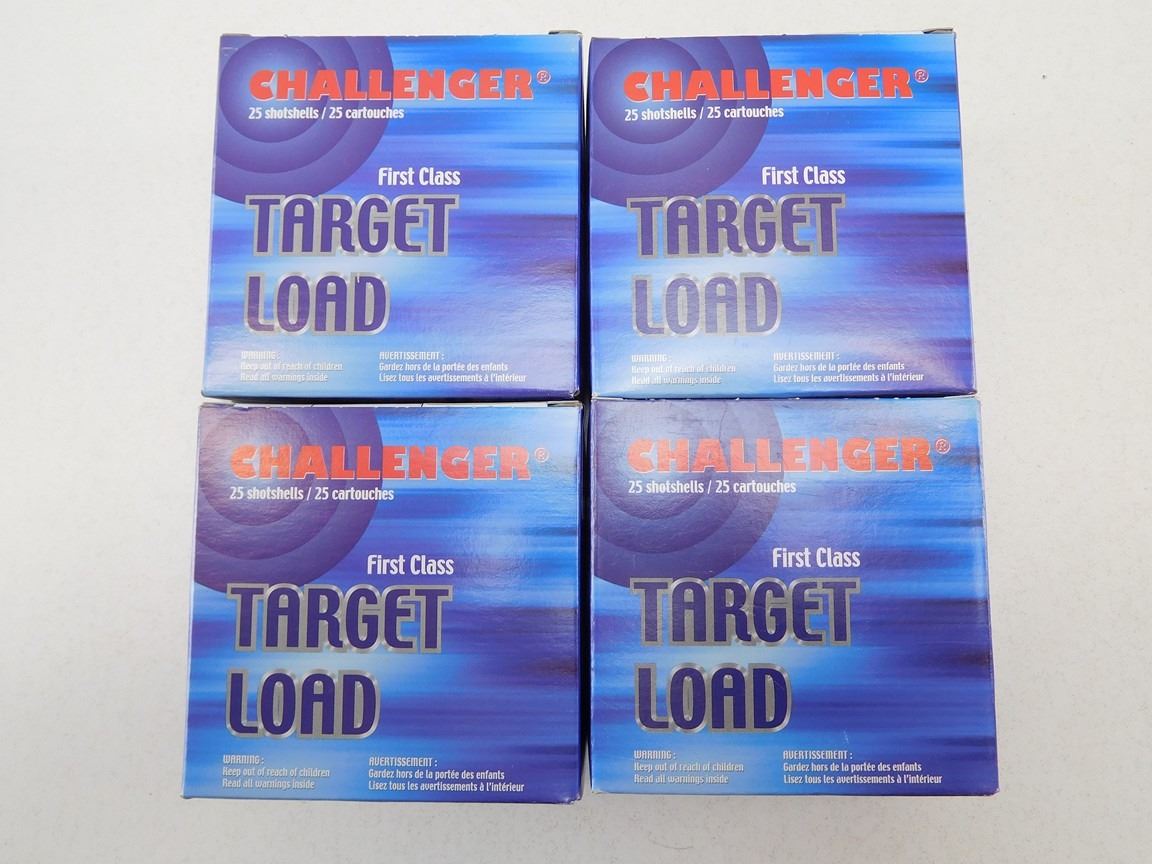 CHALLENGER®
25 shotshells / 25 cartouches
First Class
TARGET
LOAD
WARNING :
Keep out of reach of children
Read all warnings inside
AVERTISSEMENT :
Gardez hors de la portée des enfants
Lisez tous les avertissements à l'intérieur
CHALLENGER®
25 shotshells / 25 cartouches
First Class
TARGET
LOAD
WARNING :
Keep out of reach of children
Read all warnings inside
AVERTISSEMENT :
Gardez hors de la portée des enfants
Lisez tous les avertissements à l'intérieur
CHALLENGER®
25 shotshells / 25 cartouches
First Class
TARGET
LOAD
WARNING :
Keep out of reach of children
Read all warnings inside
AVERTISSEMENT :
Gardez hors de la portée des enfants
Lisez tous les avertissements à l'intérieur
CHALLENGER®
25 shotshells / 25 cartouches
First Class
TARGET
LOAD
WARNING :
Keep out of reach of children
Read all warnings inside
AVERTISSEMENT :
Gardez hors de la portée des enfants
Lisez tous les avertissements à l'intérieur